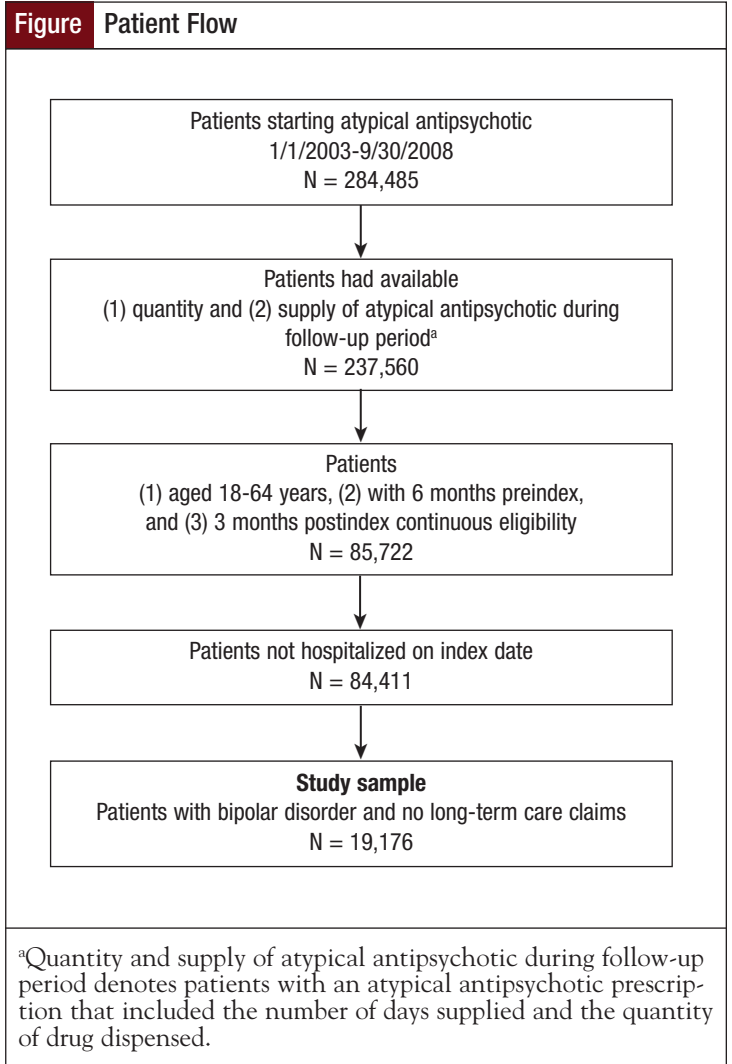 Figure Patient Flow
Patients starting atypical antipsychotic
1/1/2003-9/30/2008
N = 284,485
Patients had available
(1) quantity and (2) supply of atypical antipsychotic during
follow-up periodᵃ
N = 237,560
Patients
(1) aged 18-64 years, (2) with 6 months preindex,
and (3) 3 months postindex continuous eligibility
N = 85,722
Patients not hospitalized on index date
N = 84,411
Study sample
Patients with bipolar disorder and no long-term care claims
N = 19,176
ᵃQuantity and supply of atypical antipsychotic during follow-up
period denotes patients with an atypical antipsychotic prescrip-
tion that included the number of days supplied and the quantity
of drug dispensed.